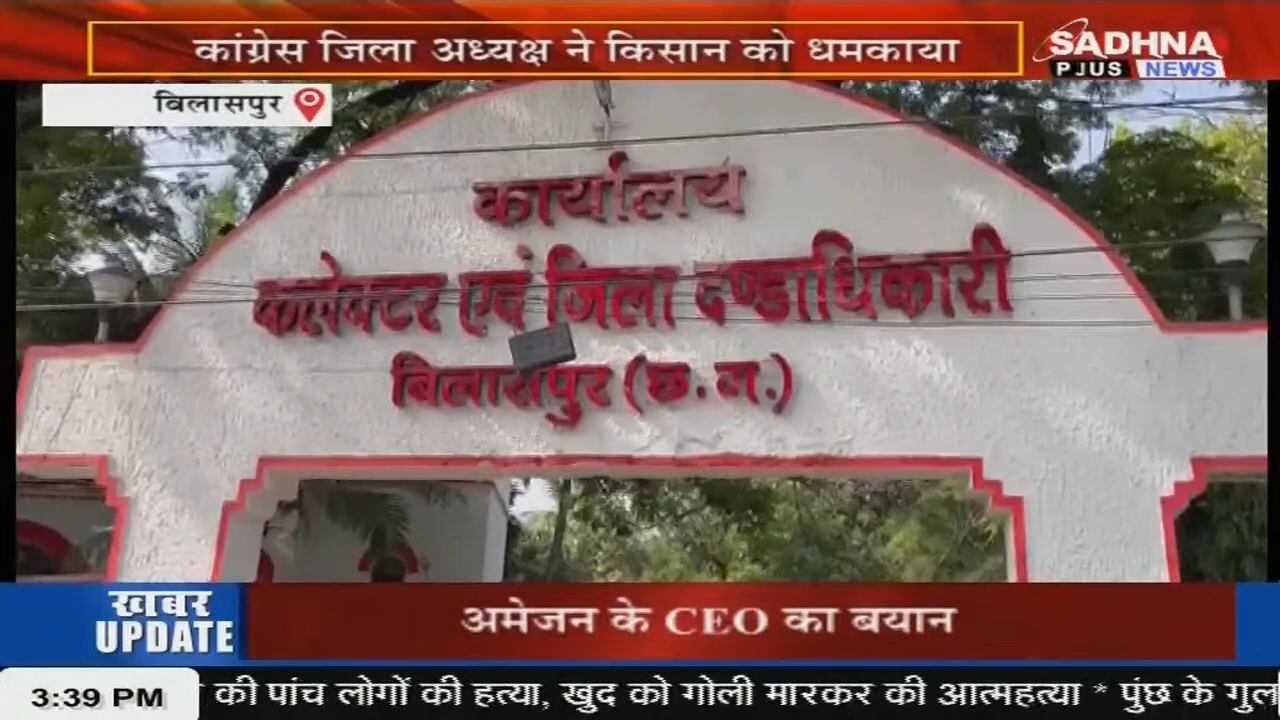 कांग्रेस जिला अध्यक्ष ने किसान को धमकाया
SADHNA
PJUS NEWS
बिलासपुर
कार्यालय
कलेक्टर एवं जिला दण्डाधिकारी
बिलासपुर (छ.ग.)
खबर
UPDATE
अमेजन के CEO का बयान
3:39 PM
की पांच लोगों की हत्या, खुद को गोली मारकर की आत्महत्या * पुंछ के गुल